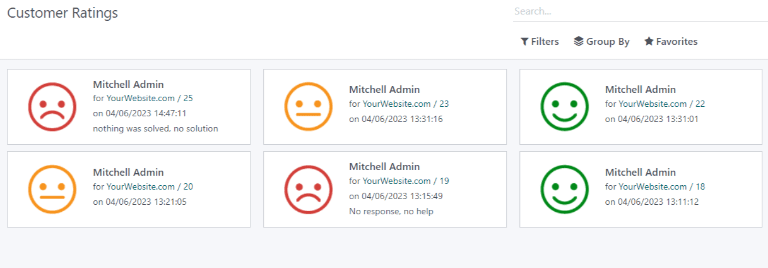 Customer Ratings
Search...
Filters Group By Favorites
Mitchell Admin
for YourWebsite.com / 25
on 04/06/2023 14:47:11
nothing was solved, no solution
Mitchell Admin
for YourWebsite.com / 23
on 04/06/2023 13:31:16
Mitchell Admin
for YourWebsite.com / 22
on 04/06/2023 13:31:01
Mitchell Admin
for YourWebsite.com / 20
on 04/06/2023 13:21:05
Mitchell Admin
for YourWebsite.com / 19
on 04/06/2023 13:15:49
No response, no help
Mitchell Admin
for YourWebsite.com / 18
on 04/06/2023 13:11:12